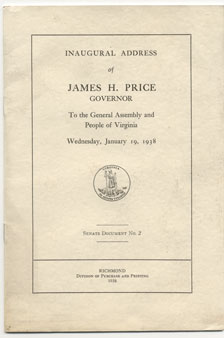 INAUGURAL ADDRESS
of
JAMES H. PRICE
GOVERNOR
To the General Assembly and
People of Virginia
Wednesday, January 19, 1938
VIRGINIA
SENATE DOCUMENT No. 2
RICHMOND
DIVISION OF PURCHASE AND PRINTING
1938